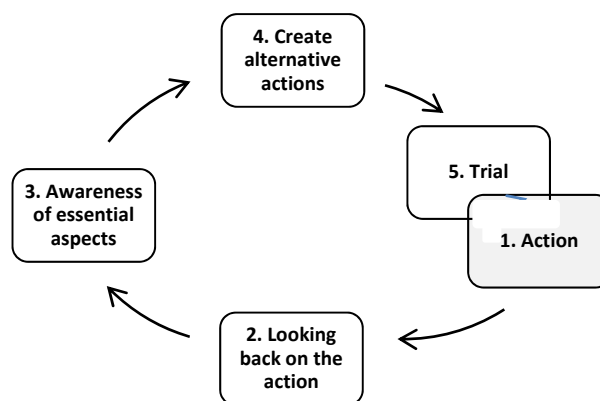 4. Create
alternative
actions
5. Trial
1. Action
3. Awareness
of essential
aspects
2. Looking
back on the
action